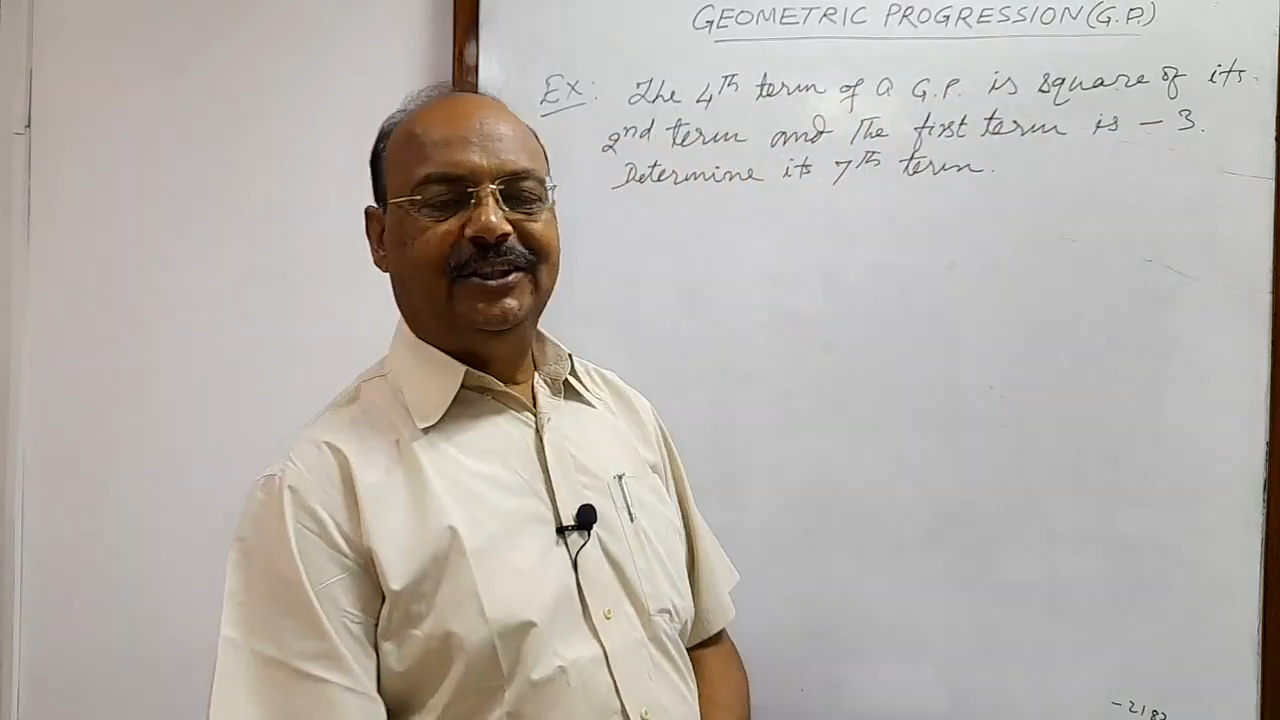 GEOMETRIC PROGRESSION (G.P.)
Ex: The 4th term of a G.P. is square of its
2nd term and the first term is - 3.
Determine its 7th term.